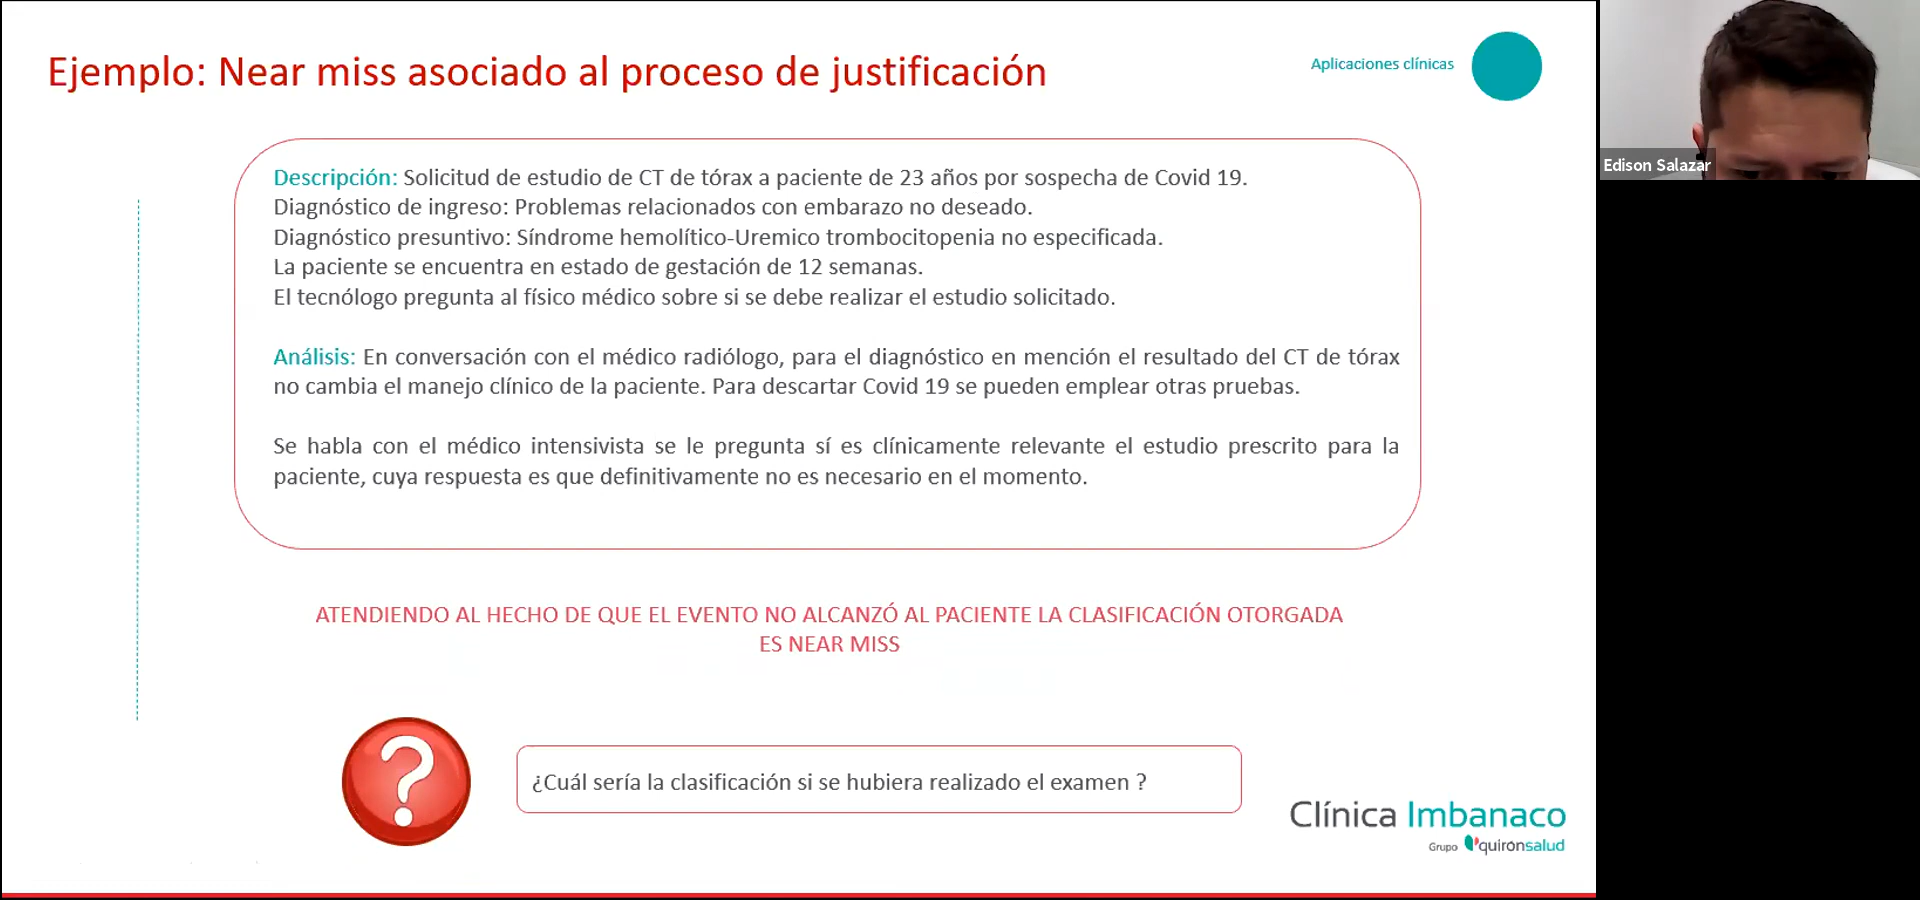 Ejemplo: Near miss asociado al proceso de justificación
Aplicaciones clínicas
Edison Salazar
Descripción: Solicitud de estudio de CT de tórax a paciente de 23 años por sospecha de Covid 19.
Diagnóstico de ingreso: Problemas relacionados con embarazo no deseado.
Diagnóstico presuntivo: Síndrome hemolítico-Uremico trombocitopenia no especificada.
La paciente se encuentra en estado de gestación de 12 semanas.
El tecnólogo pregunta al físico médico sobre si se debe realizar el estudio solicitado.
Análisis: En conversación con el médico radiólogo, para el diagnóstico en mención el resultado del CT de tórax
no cambia el manejo clínico de la paciente. Para descartar Covid 19 se pueden emplear otras pruebas.
Se habla con el médico intensivista se le pregunta sí es clínicamente relevante el estudio prescrito para la
paciente, cuya respuesta es que definitivamente no es necesario en el momento.
ATENDIENDO AL HECHO DE QUE EL EVENTO NO ALCANZÓ AL PACIENTE LA CLASIFICACIÓN OTORGADA
ES NEAR MISS
?
¿Cuál sería la clasificación si se hubiera realizado el examen ?
Clínica Imbanaco
Grupo quirónsalud